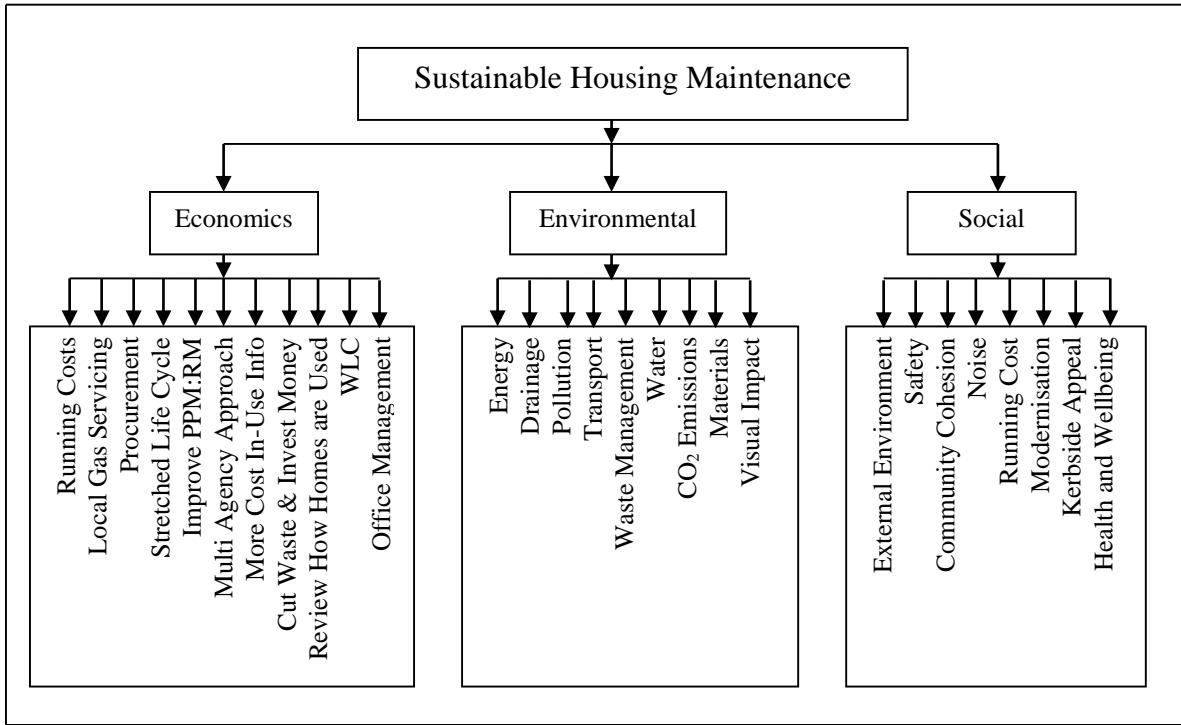 Sustainable Housing Maintenance
Economics
Environmental
Social
Running Costs
Local Gas Servicing
Procurement
Stretched Life Cycle
Improve PPM:RM
Multi Agency Approach
More Cost In-Use Info
Cut Waste & Invest Money
Review How Homes are Used
WLC
Office Management
Energy
Drainage
Pollution
Transport
Waste Management
Water
CO₂ Emissions
Materials
Visual Impact
External Environment
Safety
Community Cohesion
Noise
Running Cost
Modernisation
Kerbside Appeal
Health and Wellbeing